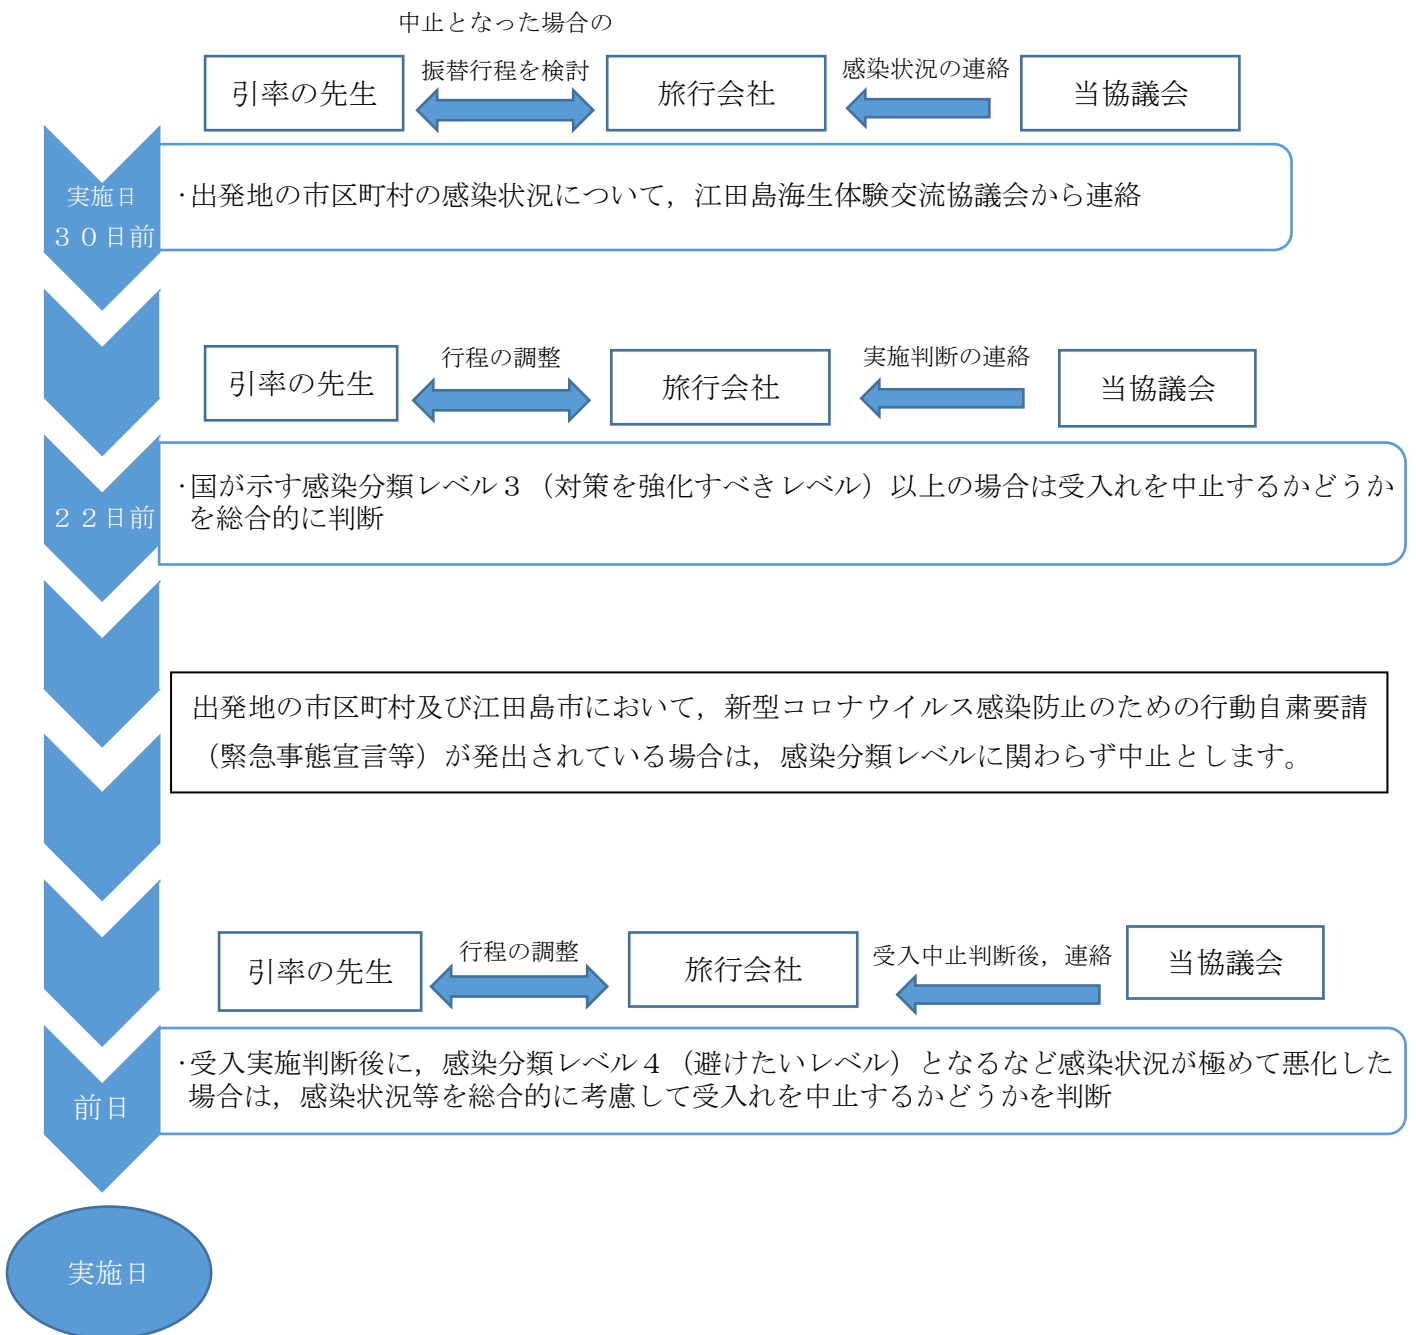 中止となった場合の
振替行程を検討
感染状況の連絡
引率の先生
旅行会社
当協議会
実施日
３０日前
・出発地の市区町村の感染状況について，江田島海生体験交流協議会から連絡
行程の調整
実施判断の連絡
引率の先生
旅行会社
当協議会
２２日前
・国が示す感染分類レベル３（対策を強化すべきレベル）以上の場合は受入れを中止するかどうか
を総合的に判断
出発地の市区町村及び江田島市において，新型コロナウイルス感染防止のための行動自粛要請
（緊急事態宣言等）が発出されている場合は，感染分類レベルに関わらず中止とします。
行程の調整
受入中止判断後，連絡
引率の先生
旅行会社
当協議会
前日
・受入実施判断後に，感染分類レベル４（避けたいレベル）となるなど感染状況が極めて悪化した
場合は，感染状況等を総合的に考慮して受入れを中止するかどうかを判断
実施日